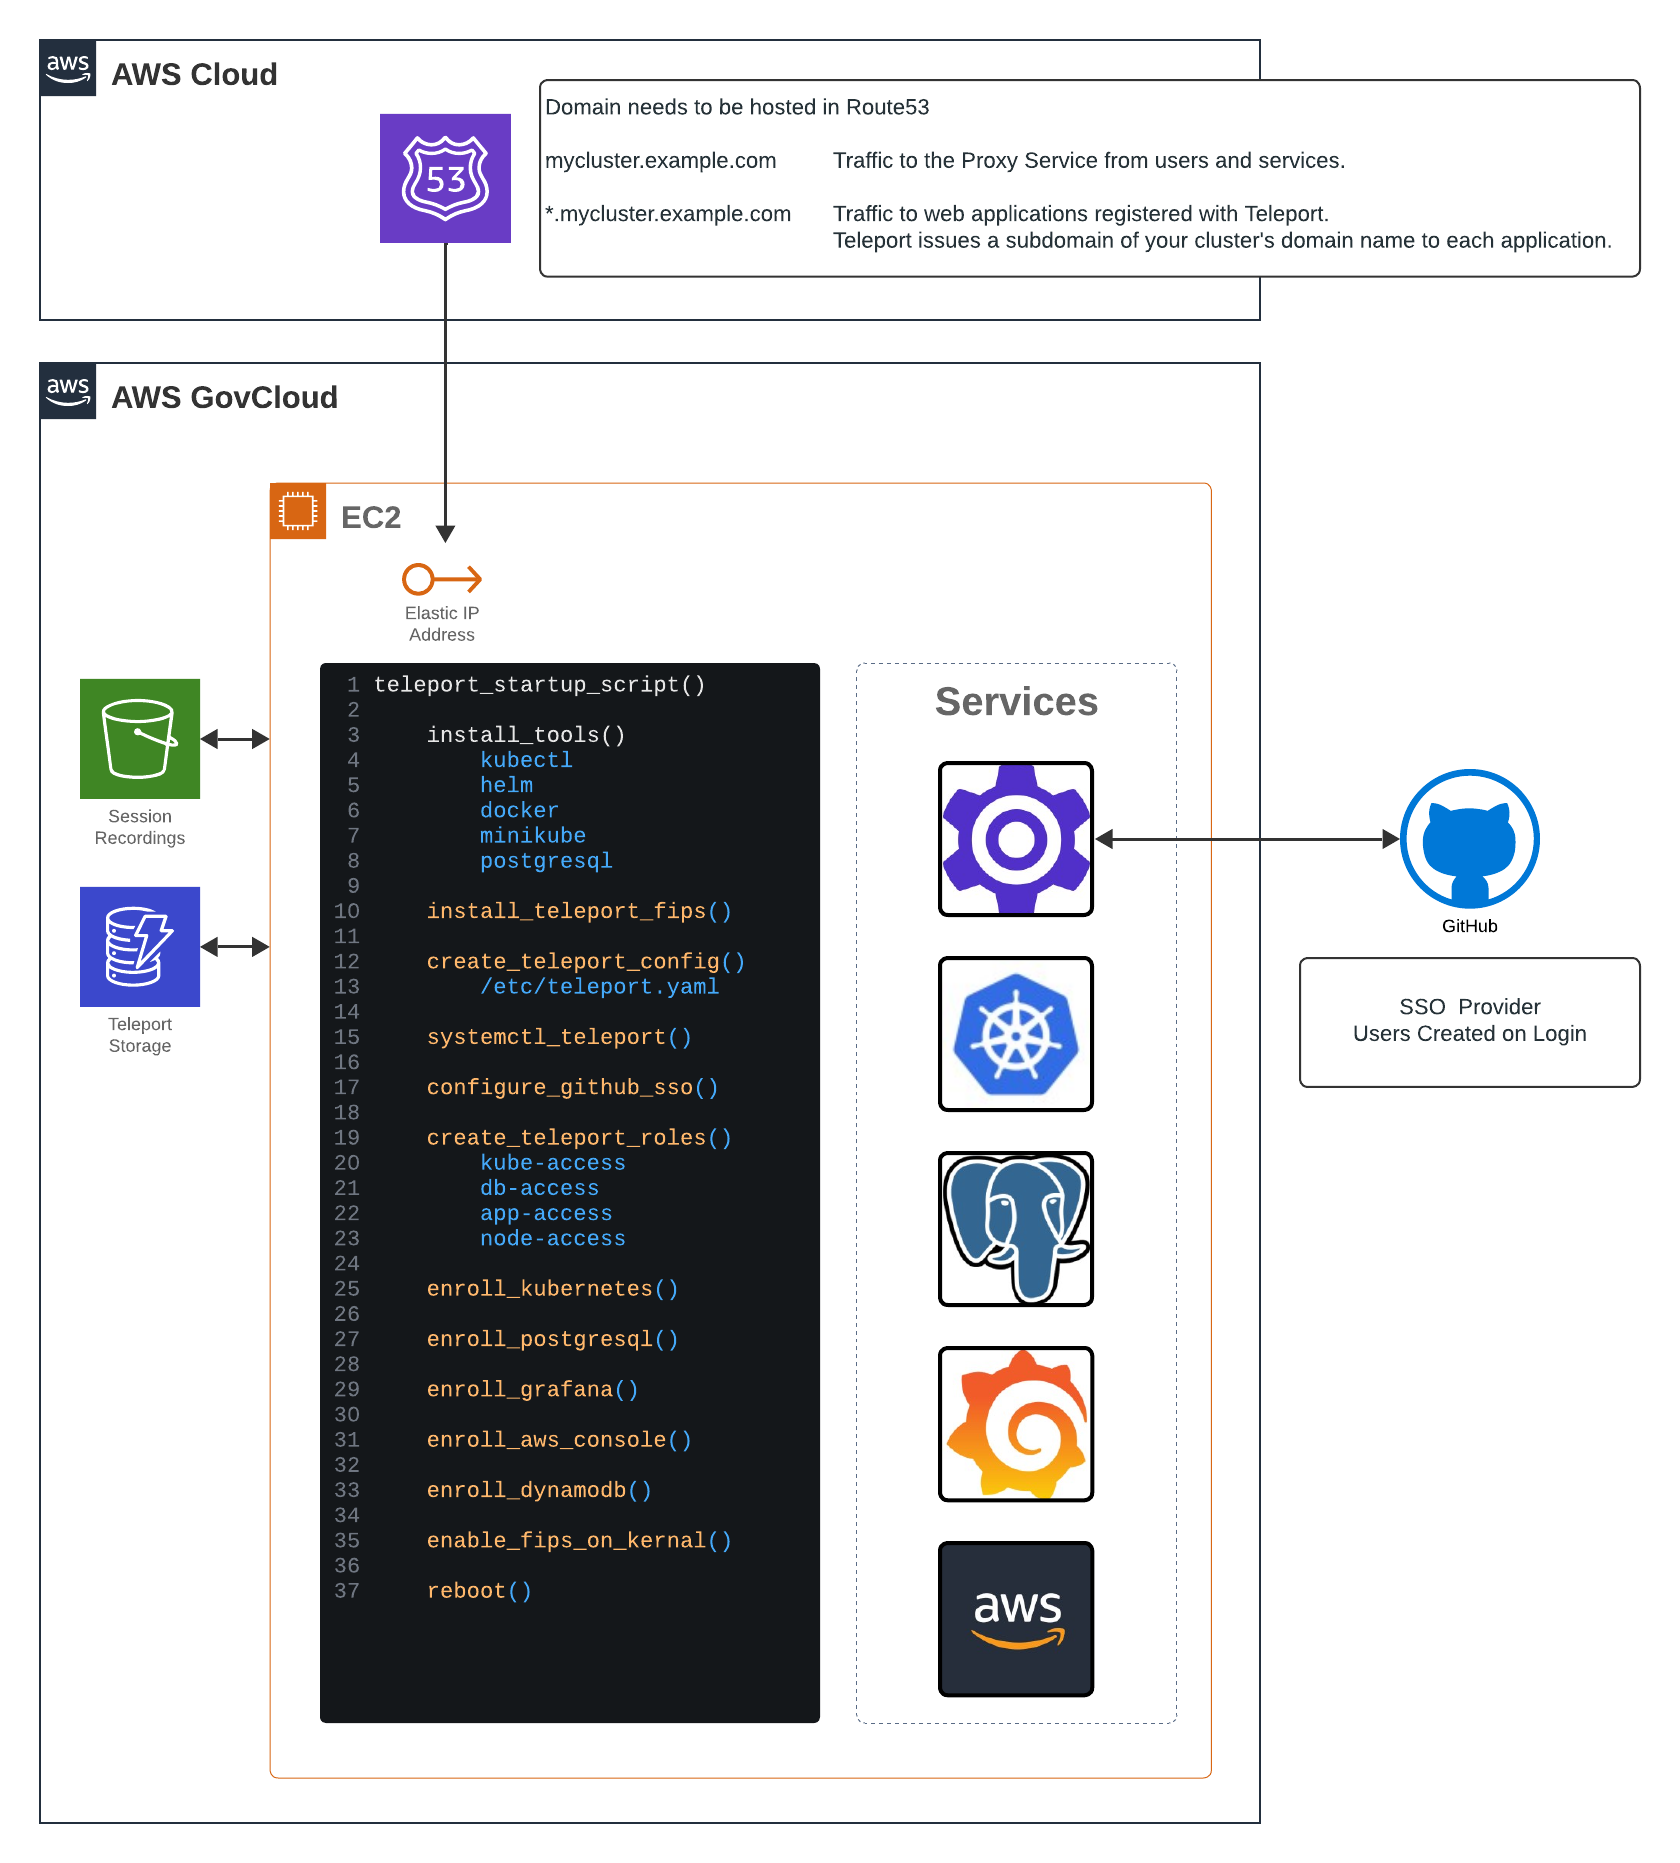 aws
AWS Cloud
53
Domain needs to be hosted in Route53
mycluster.example.com Traffic to the Proxy Service from users and services.
*.mycluster.example.com Traffic to web applications registered with Teleport.
Teleport issues a subdomain of your cluster's domain name to each application.
aws
AWS GovCloud
EC2
Elastic IP
Address
Session
Recordings
Teleport
Storage
1 teleport_startup_script()
2
3 install_tools()
4 kubectl
5 helm
6 docker
7 minikube
8 postgresql
9
10 install_teleport_fips()
11
12 create_teleport_config()
13 /etc/teleport.yaml
14
15 systemctl_teleport()
16
17 configure_github_sso()
18
19 create_teleport_roles()
20 kube-access
21 db-access
22 app-access
23 node-access
24
25 enroll_kubernetes()
26
27 enroll_postgresql()
28
29 enroll_grafana()
30
31 enroll_aws_console()
32
33 enroll_dynamodb()
34
35 enable_fips_on_kernal()
36
37 reboot()
Services
aws
GitHub
SSO  Provider
Users Created on Login